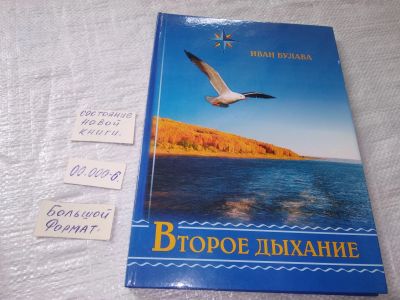 ИВАН БУЛАВА
ВТОРОЕ ДЫХАНИЕ
СОСТОЯНИЕ
НОВОЙ
КНИГИ.
00.000-б
БОЛЬШОЙ
ФОРМАТ.